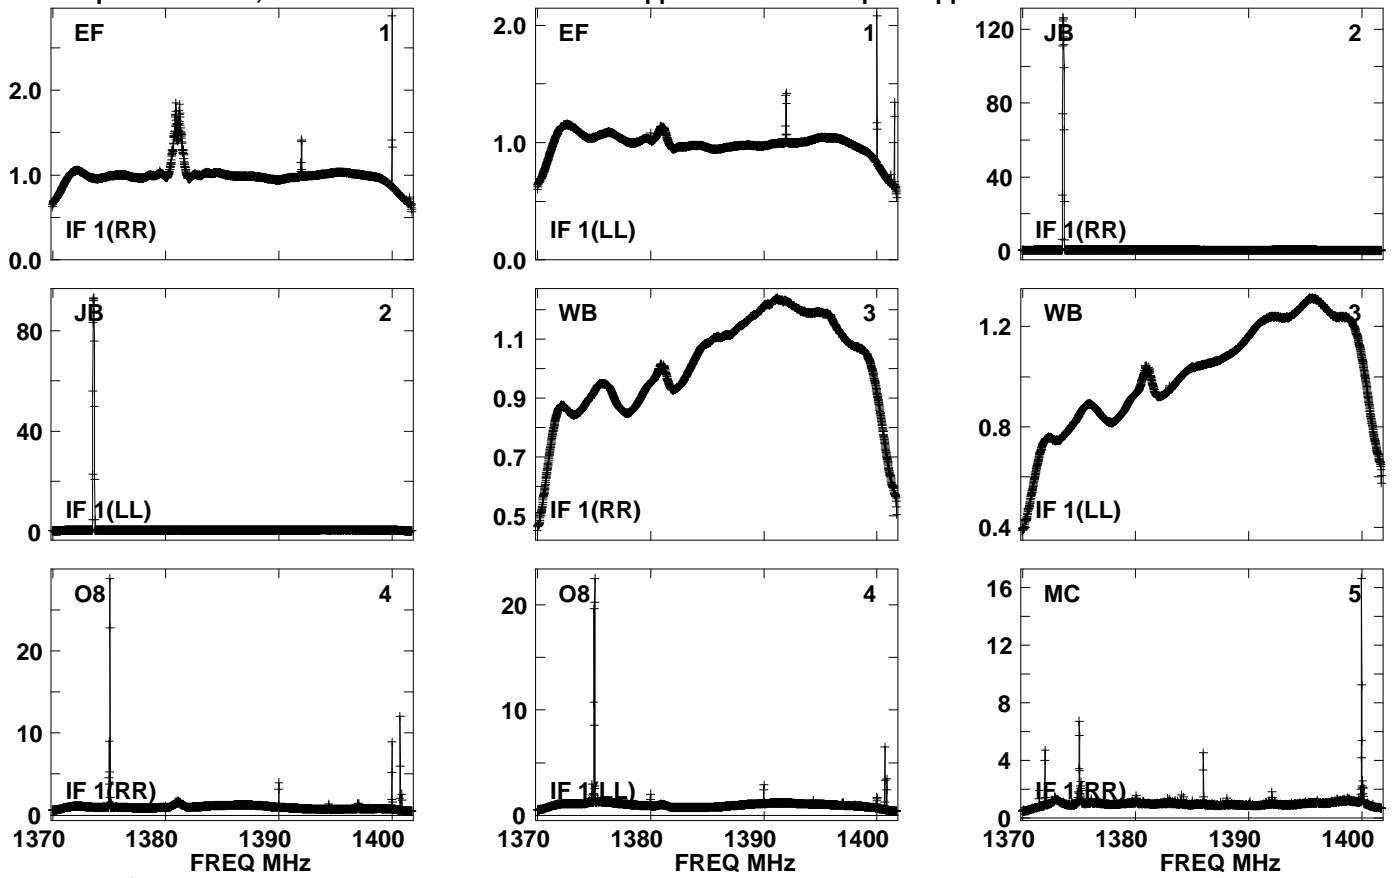 EF 1
2.0
1.0
0.0
IF 1(RR)
EF 1
2.0
1.0
0.0
IF 1(LL)
JB 2
120
80
40
0
IF 1(RR)
JB 2
80
40
0
IF 1(LL)
WB 3
1.1
0.9
0.7
0.5
IF 1(RR)
WB 3
1.2
0.8
0.4
IF 1(LL)
O8 4
20
10
0
IF 1(RR)
1370 1380 1390 1400
FREQ MHz
O8 4
20
10
0
IF 1(LL)
1370 1380 1390 1400
FREQ MHz
MC 5
16
12
8
4
0
IF 1(RR)
1370 1380 1390 1400
FREQ MHz